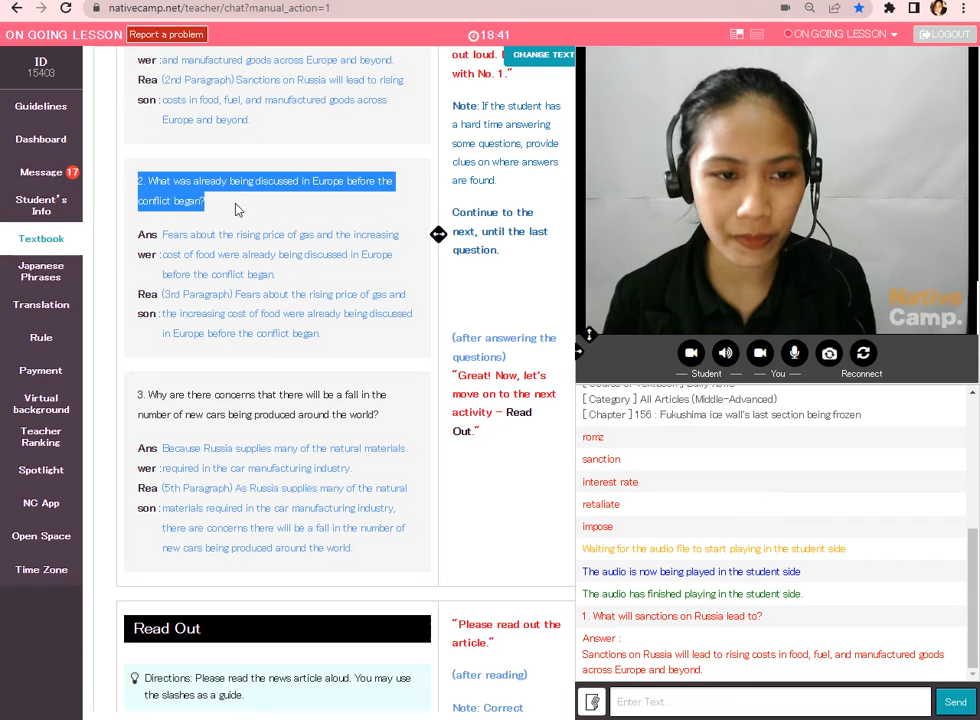 nativecamp.net/teacher/chat?manual_action=1
ON GOING LESSON
Report a problem
18:41
ON GOING LESSON
LOGOUT
ID
15403
Guidelines
Dashboard
Message 17
Student's
Info
Textbook
Japanese
Phrases
Translation
Rule
Payment
Virtual
background
Teacher
Ranking
Spotlight
NC App
Open Space
Time Zone
wer : and manufactured goods across Europe and beyond.
Rea (2nd Paragraph) Sanctions on Russia will lead to rising
son : costs in food, fuel, and manufactured goods across
Europe and beyond.
2. What was already being discussed in Europe before the
conflict began?
Ans Fears about the rising price of gas and the increasing
wer : cost of food were already being discussed in Europe
before the conflict began.
Rea (3rd Paragraph) Fears about the rising price of gas and
son : the increasing cost of food were already being discussed
in Europe before the conflict began.
3. Why are there concerns that there will be a fall in the
number of new cars being produced around the world?
Ans Because Russia supplies many of the natural materials
wer : required in the car manufacturing industry.
Rea (5th Paragraph) As Russia supplies many of the natural
son : materials required in the car manufacturing industry,
there are concerns there will be a fall in the number of
new cars being produced around the world.
Read Out
Directions: Please read the news article aloud. You may use
the slashes as a guide.
out loud.
CHANGE TEXT
with No. 1."
Note: If the student has
a hard time answering
some questions, provide
clues on where answers
are found.
Continue to the
next, until the last
question.
(after answering the
questions)
"Great! Now, let's
move on to the next
activity – Read
Out."
"Please read out the
article."
(after reading)
Note: Correct
Native
Camp.
Student
You
Reconnect
[ Category ] All Articles (Middle-Advanced)
[ Chapter ] 156 : Fukushima ice wall's last section being frozen
sanction
interest rate
retaliate
impose
Waiting for the audio file to start playing in the student side
The audio is now being played in the student side
The audio has finished playing in the student side.
1. What will sanctions on Russia lead to?
Answer :
Sanctions on Russia will lead to rising costs in food, fuel, and manufactured goods
across Europe and beyond.
Enter Text...
Send